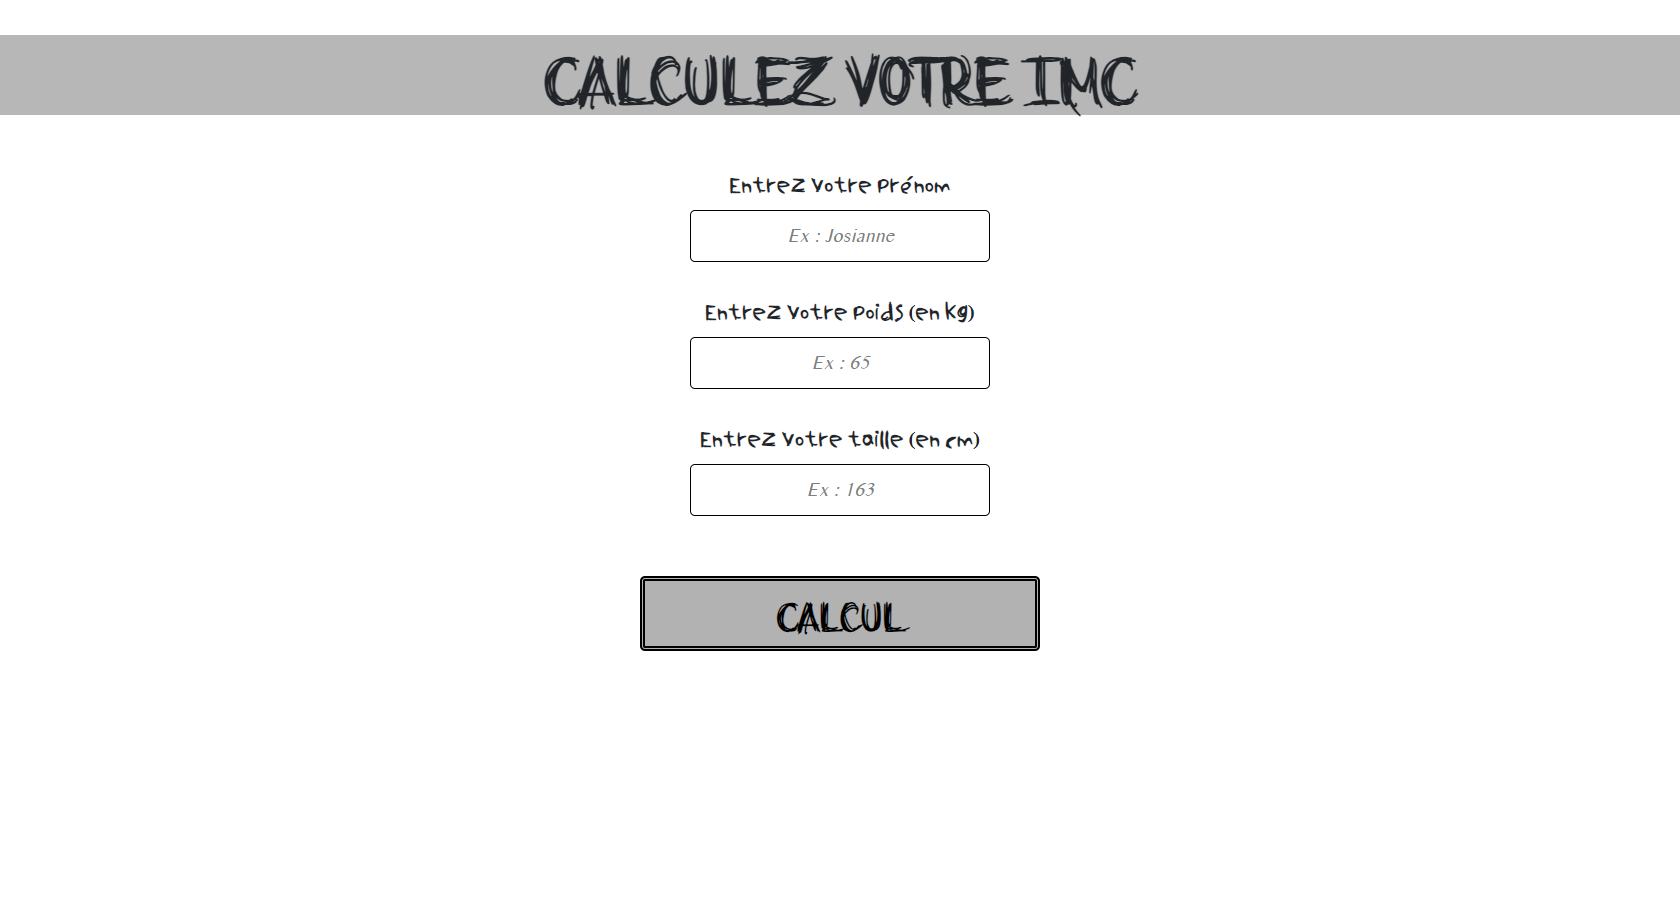 CALCULEZ VOTRE IMC
Entrez votre prénom
Ex : Josianne
Entrez votre poids (en kg)
Ex : 65
Entrez votre taille (en cm)
Ex : 163
CALCUL